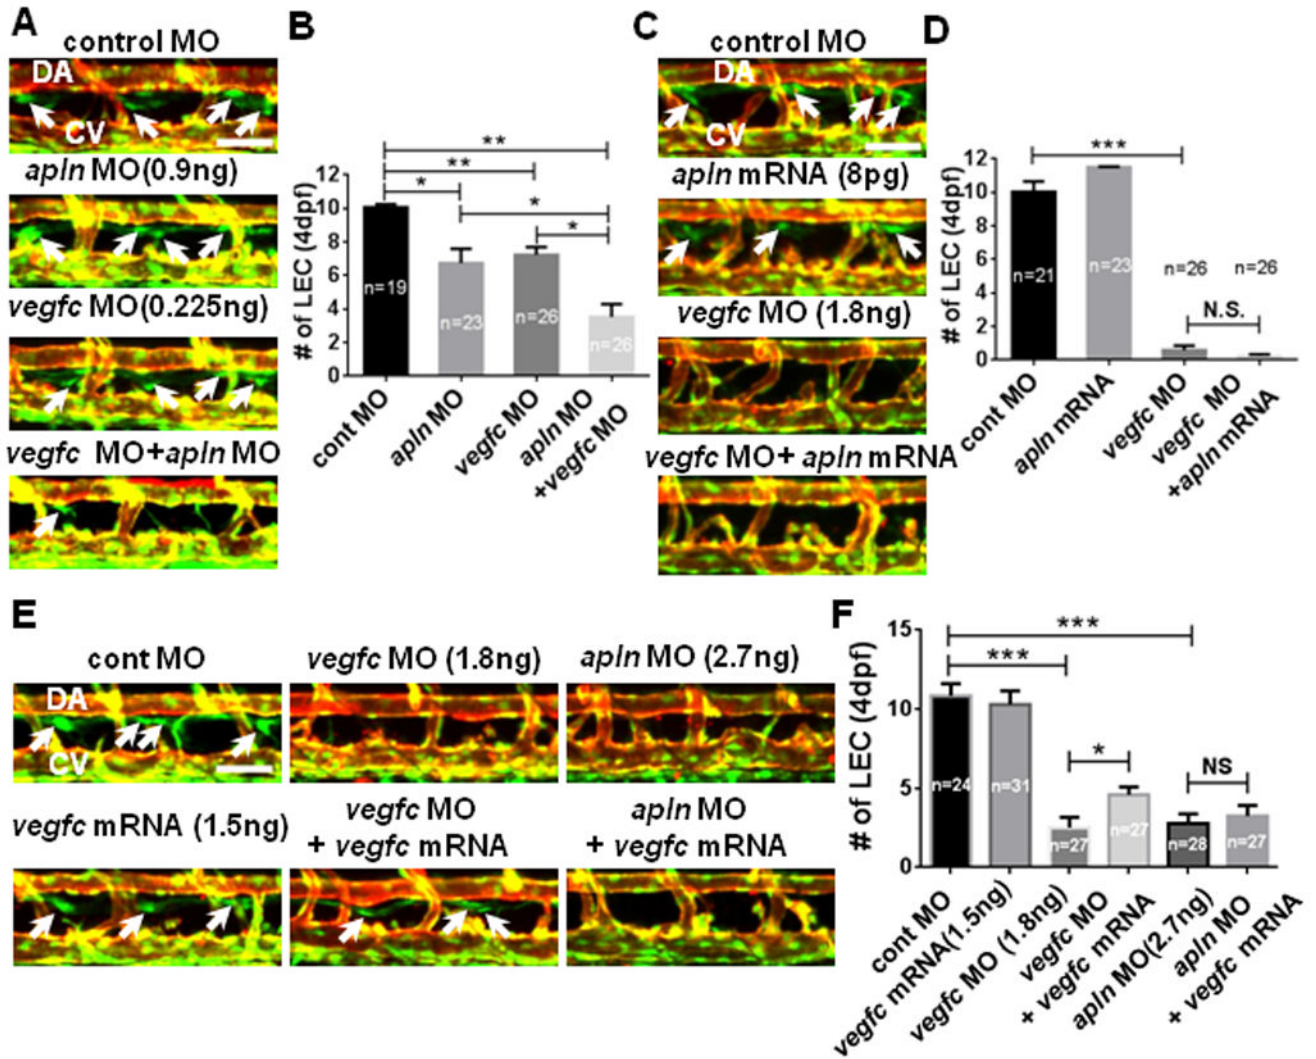 A
control MO
DA
CV
apln MO(0.9ng)
vegfc MO(0.225ng)
vegfc MO+apln MO
B
**
**
*
*
*
# of LEC (4dpf)
12
10
8
6
4
2
0
n=19
n=23
n=26
n=26
cont MO
apln MO
vegfc MO
apln MO
+vegfc MO
C
control MO
DA
CV
apln mRNA (8pg)
vegfc MO (1.8ng)
vegfc MO+ apln mRNA
D
***
# of LEC (4dpf)
12
10
8
6
4
2
0
n=21
n=23
n=26
n=26
N.S.
cont MO
apln mRNA
vegfc MO
vegfc MO
+apln mRNA
E
cont MO
vegfc MO (1.8ng)
apln MO (2.7ng)
DA
CV
vegfc mRNA (1.5ng)
vegfc MO
+ vegfc mRNA
apln MO
+ vegfc mRNA
F
***
***
*
NS
# of LEC (4dpf)
15
10
5
0
n=24
n=31
n=27
n=27
n=28
n=27
cont MO
vegfc mRNA(1.5ng)
vegfc MO (1.8ng)
vegfc MO
+ vegfc mRNA
apln MO(2.7ng)
apln MO
+ vegfc mRNA